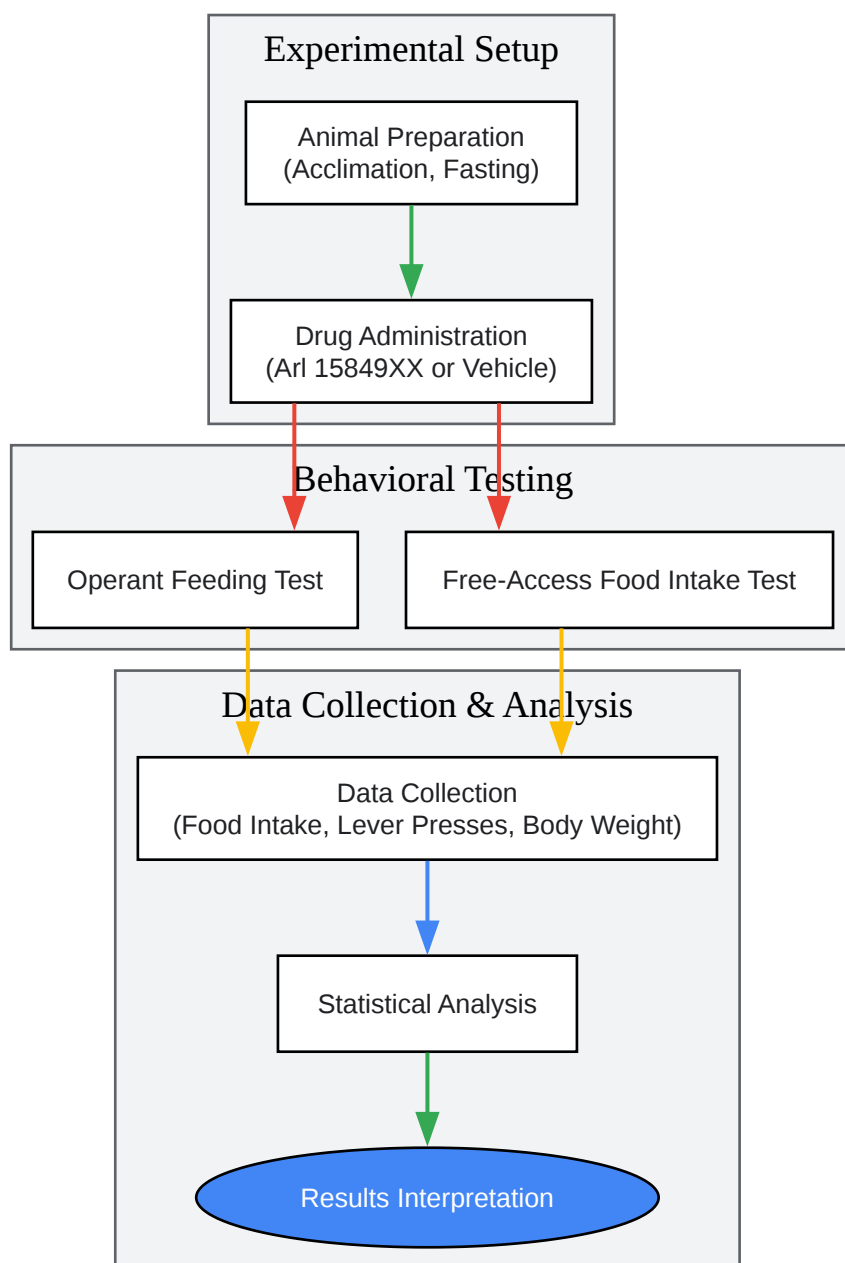 Experimental Setup
Animal Preparation
(Acclimation, Fasting)
Drug Administration
(Arl 15849XX or Vehicle)
Behavioral Testing
Operant Feeding Test
Free-Access Food Intake Test
Data Collection & Analysis
Data Collection
(Food Intake, Lever Presses, Body Weight)
Statistical Analysis
Results Interpretation